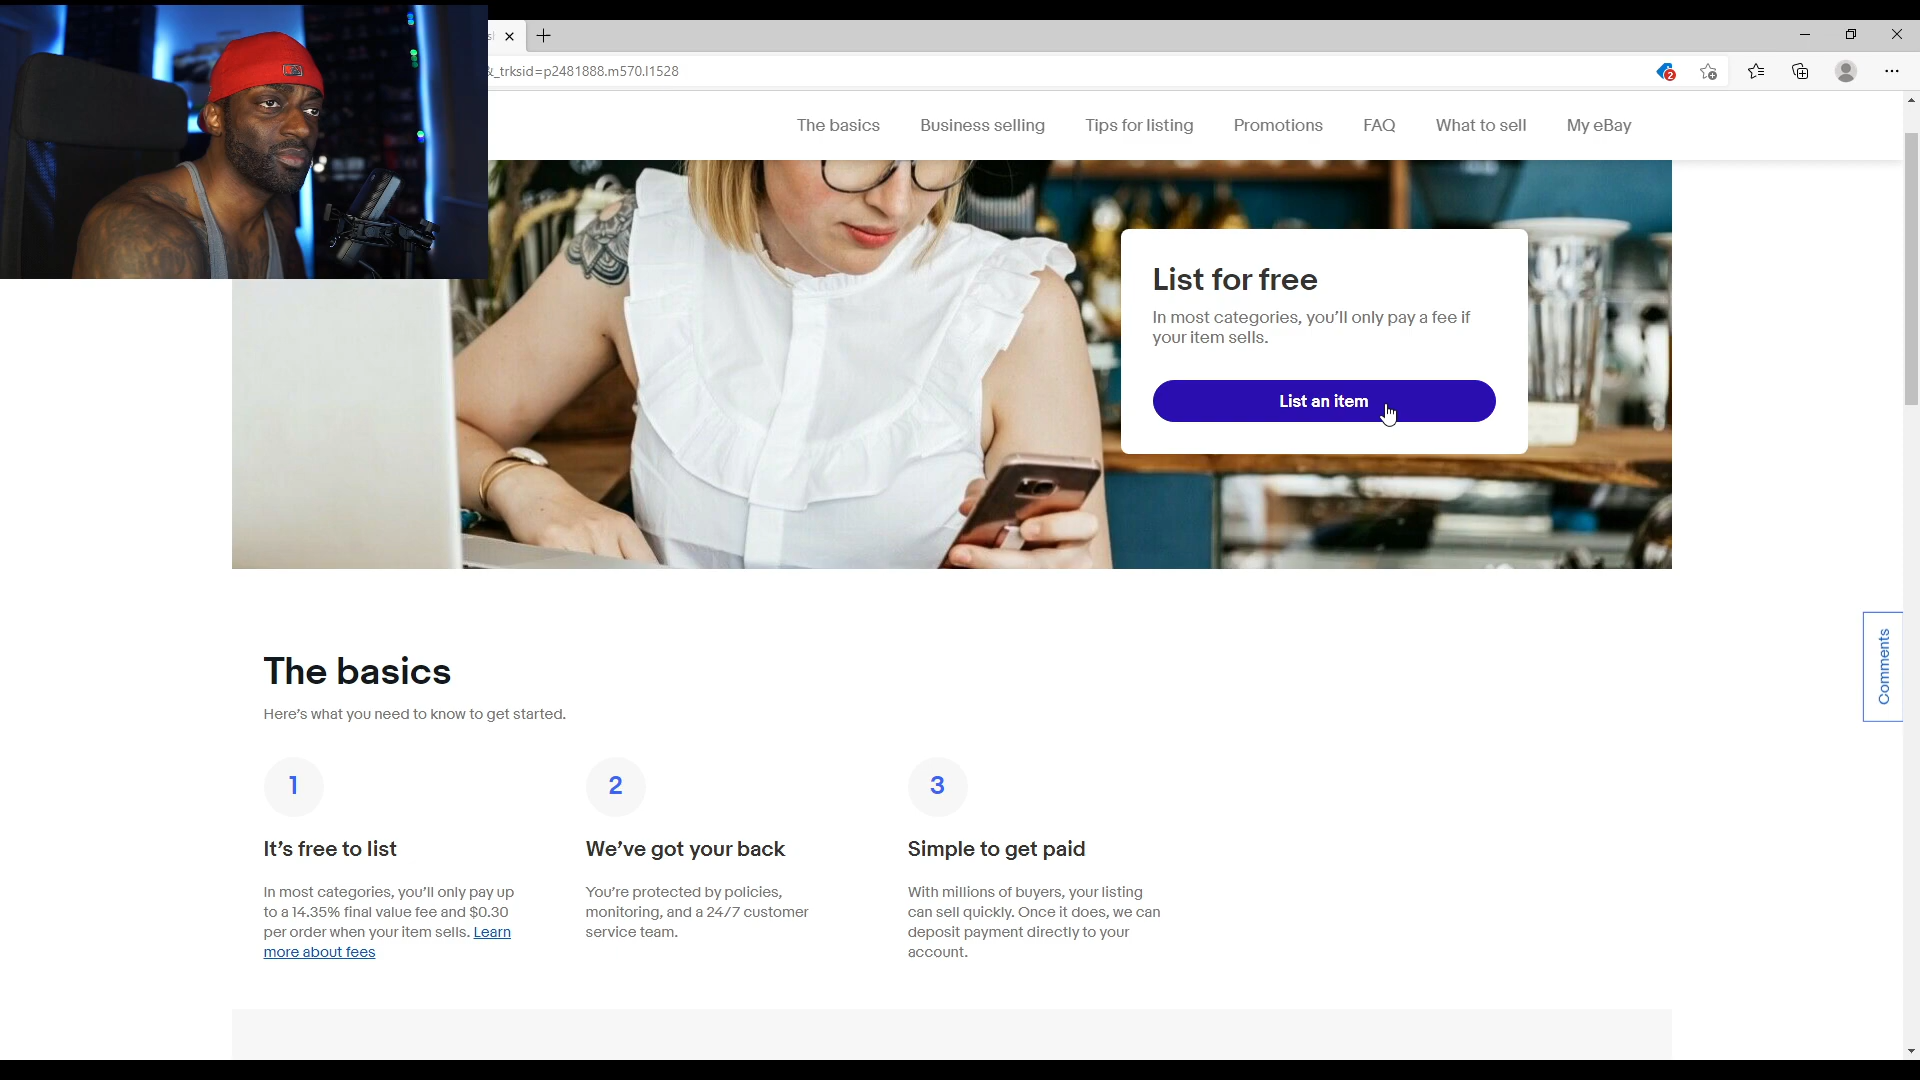 _trksid=p2481888.m570.l1528
2
The basics
Business selling
Tips for listing
Promotions
FAQ
What to sell
My eBay
List for free
In most categories, you'll only pay a fee if
your item sells.
List an item
Comments
The basics
Here's what you need to know to get started.
1
It's free to list
In most categories, you'll only pay up
to a 14.35% final value fee and $0.30
per order when your item sells. Learn
more about fees
2
We've got your back
You're protected by policies,
monitoring, and a 24/7 customer
service team.
3
Simple to get paid
With millions of buyers, your listing
can sell quickly. Once it does, we can
deposit payment directly to your
account.